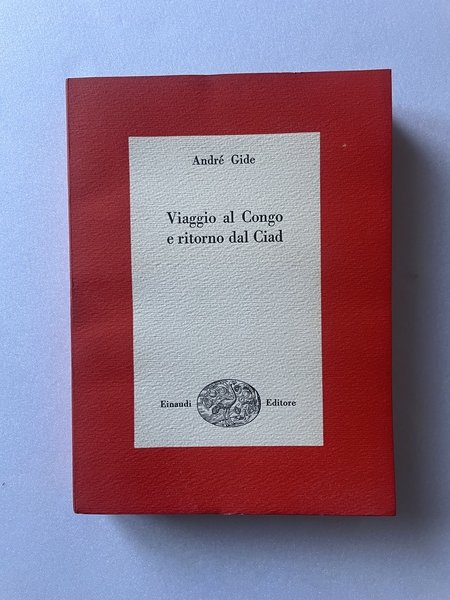 André Gide
Viaggio al Congo
e ritorno dal Ciad
Einaudi Editore